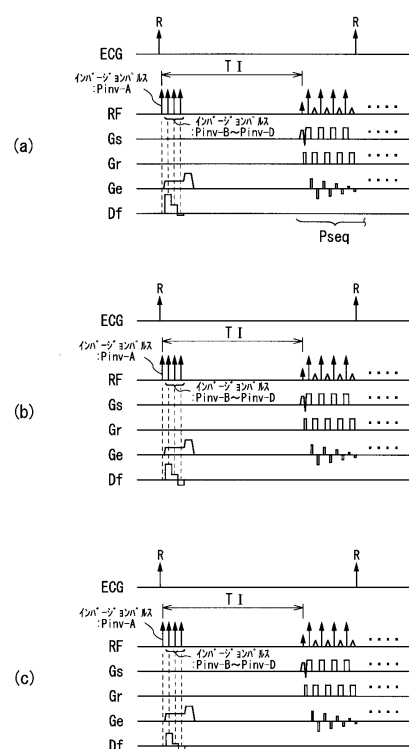 R R
ECG
インバージョンパルス
:Pinv-A
TI
RF
インバージョンパルス
:Pinv-B~Pinv-D
(a)
Gs
Gr
Ge
Df
Pseq
R R
ECG
インバージョンパルス
:Pinv-A
TI
RF
インバージョンパルス
:Pinv-B~Pinv-D
(b)
Gs
Gr
Ge
Df
R R
ECG
インバージョンパルス
:Pinv-A
TI
RF
インバージョンパルス
:Pinv-B~Pinv-D
(c)
Gs
Gr
Ge
Df